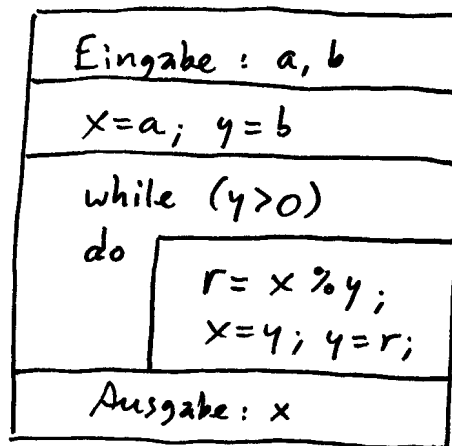 Eingabe : a, b
x=a; y=b
while (y>0)
do
r= x % y;
x=y; y=r;
Ausgabe: x